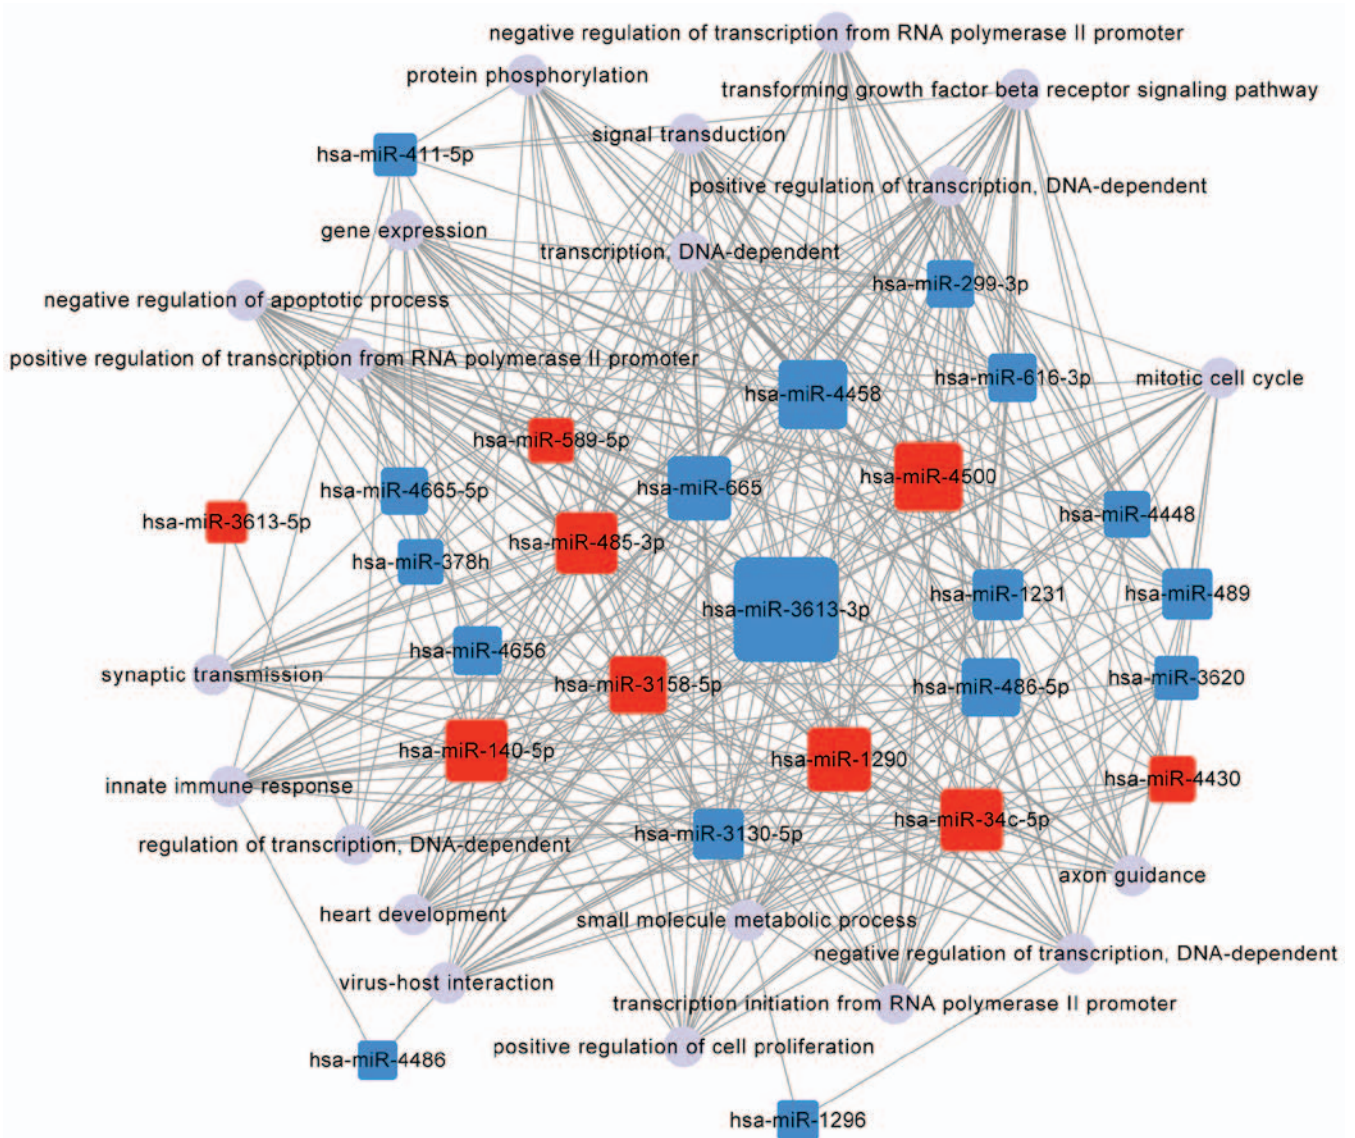 negative regulation of transcription from RNA polymerase II promoter
protein phosphorylation
transforming growth factor beta receptor signaling pathway
signal transduction
hsa-miR-411-5p
positive regulation of transcription, DNA-dependent
gene expression
transcription, DNA-dependent
hsa-miR-299-3p
negative regulation of apoptotic process
positive regulation of transcription from RNA polymerase II promoter
hsa-miR-616-3p
mitotic cell cycle
hsa-miR-4458
hsa-miR-589-5p
hsa-miR-4500
hsa-miR-4665-5p
hsa-miR-665
hsa-miR-4448
hsa-miR-3613-5p
hsa-miR-485-3p
hsa-miR-378h
hsa-miR-1231
hsa-miR-489
hsa-miR-3613-3p
hsa-miR-4656
synaptic transmission
hsa-miR-3158-5p
hsa-miR-486-5p
hsa-miR-3620
hsa-miR-140-5p
hsa-miR-1290
hsa-miR-4430
innate immune response
hsa-miR-34c-5p
hsa-miR-3130-5p
regulation of transcription, DNA-dependent
axon guidance
heart development
small molecule metabolic process
negative regulation of transcription, DNA-dependent
virus-host interaction
transcription initiation from RNA polymerase II promoter
positive regulation of cell proliferation
hsa-miR-4486
hsa-miR-1296